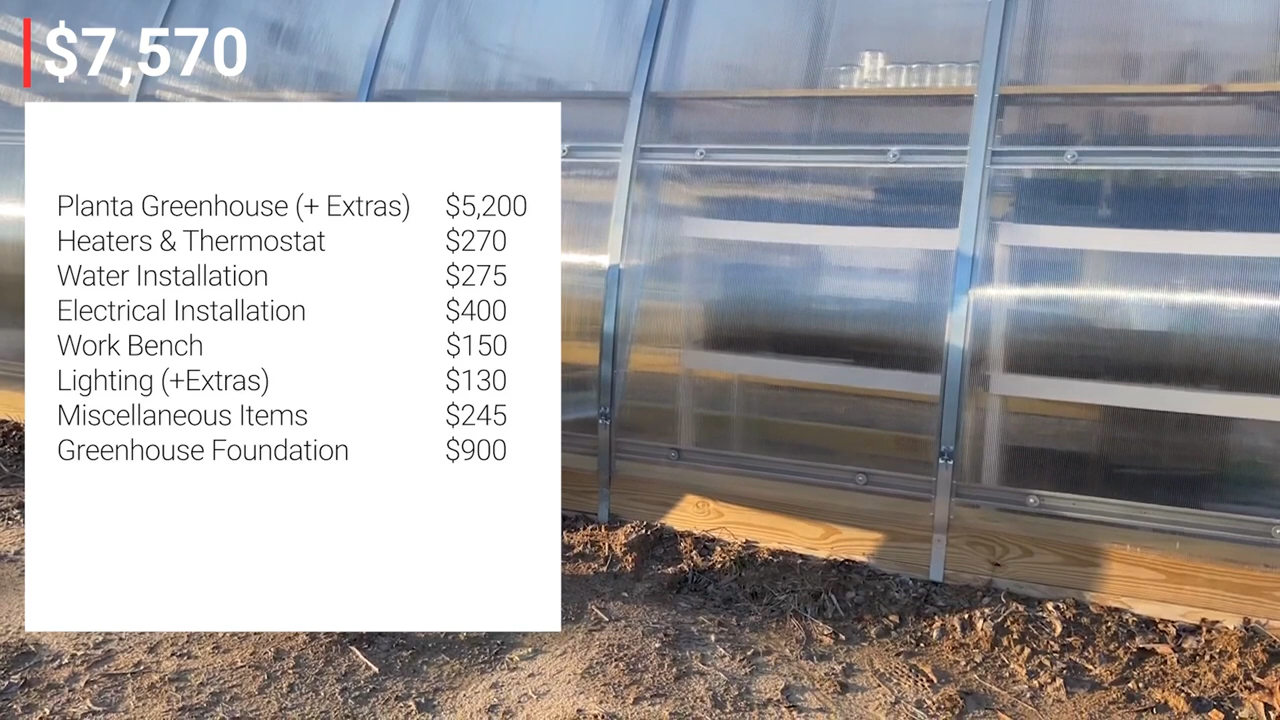 $7,570
Planta Greenhouse (+ Extras) $5,200
Heaters & Thermostat $270
Water Installation $275
Electrical Installation $400
Work Bench $150
Lighting (+Extras) $130
Miscellaneous Items $245
Greenhouse Foundation $900